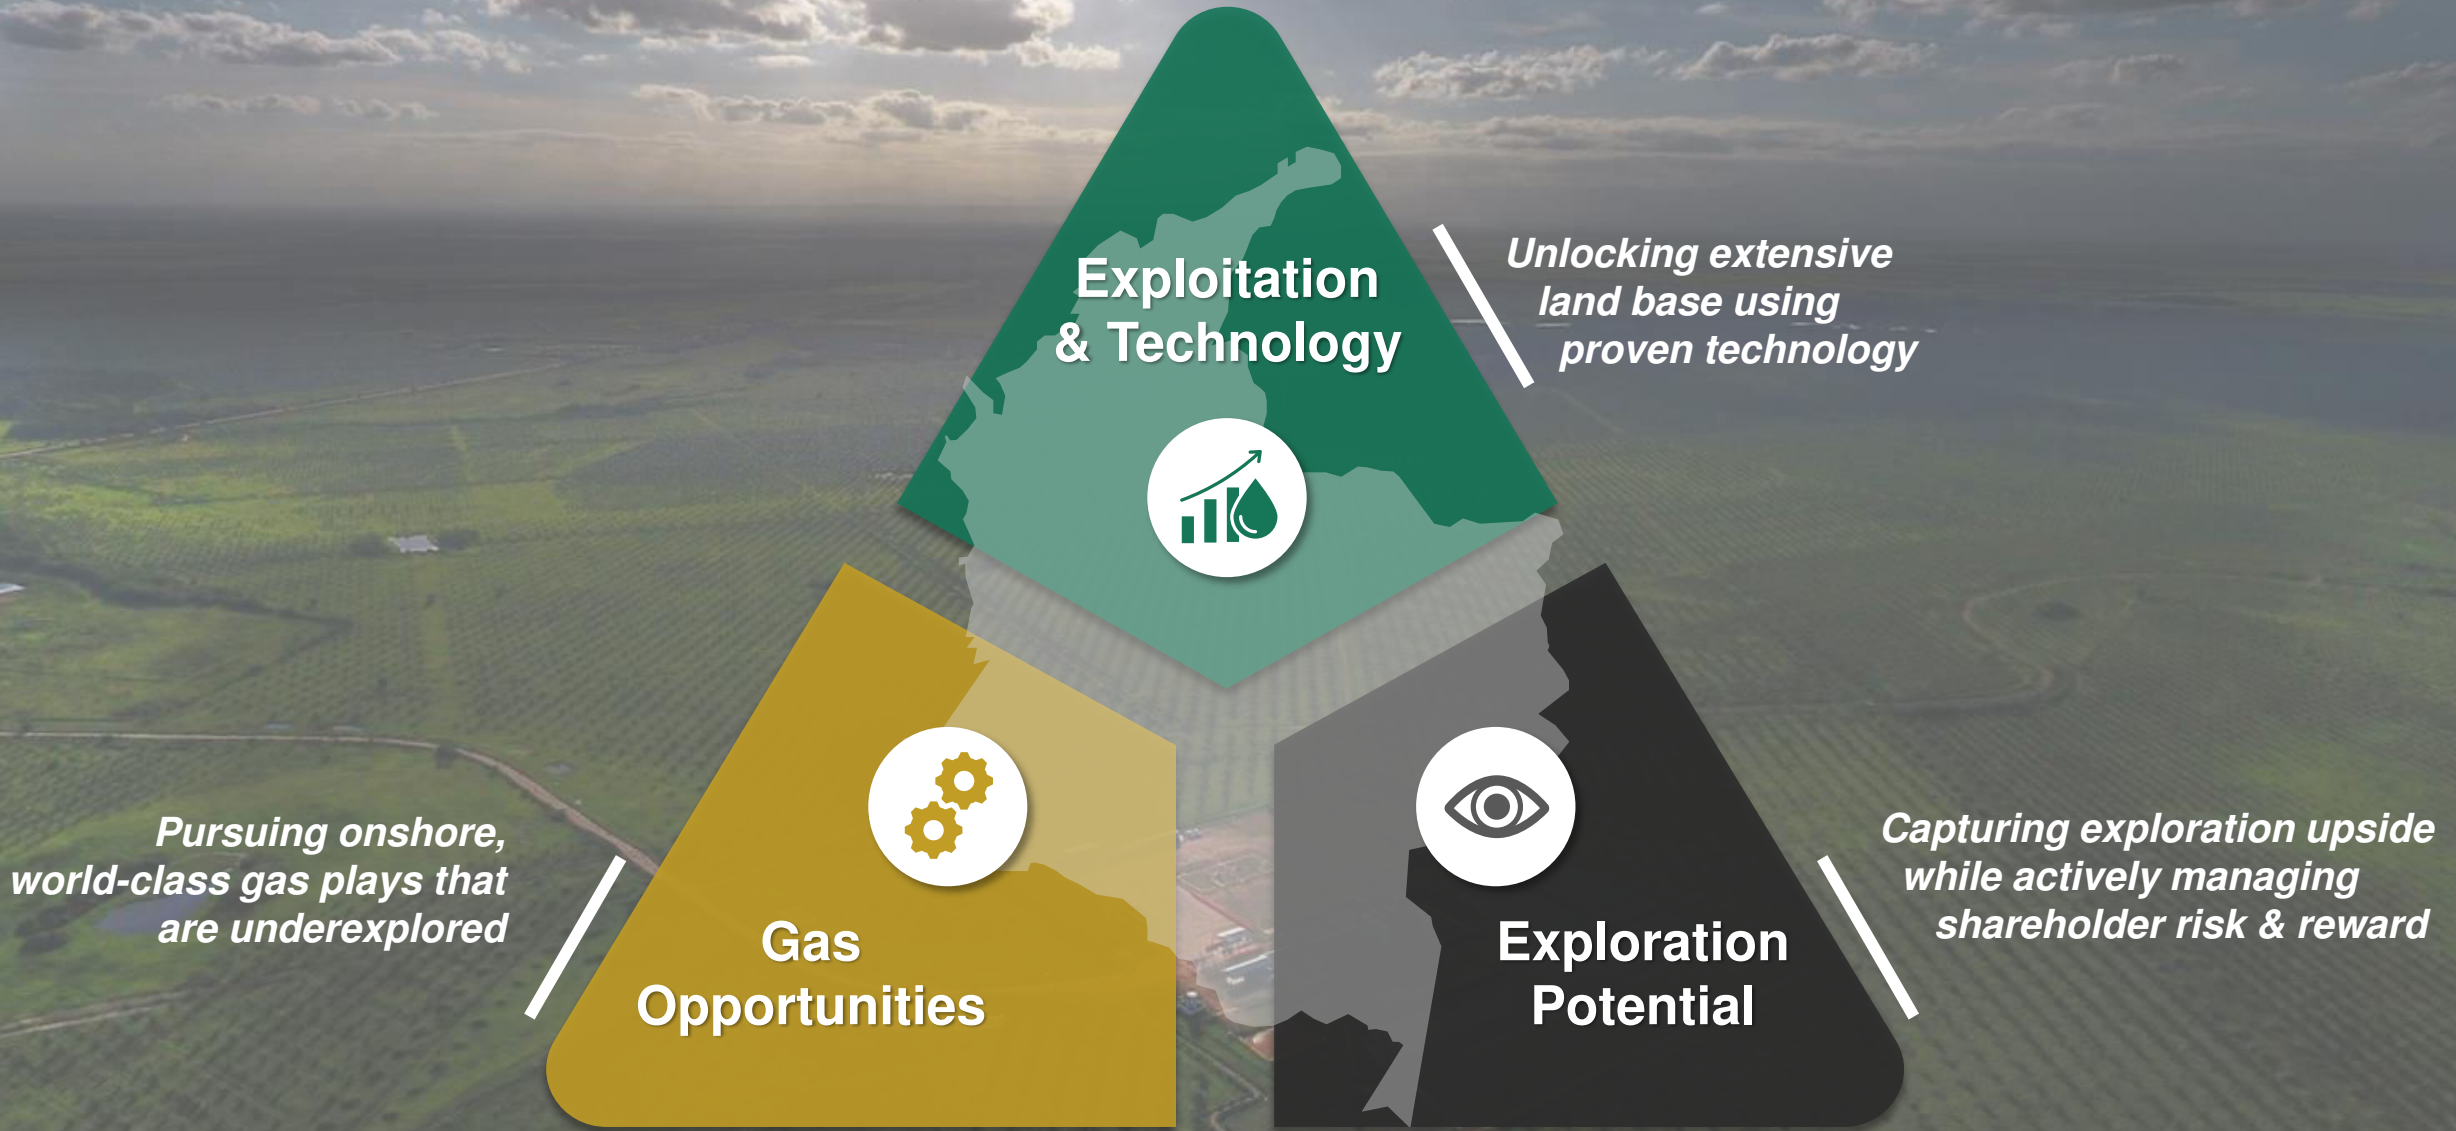 Exploitation
& Technology
Unlocking extensive
land base using
proven technology
Pursuing onshore,
world-class gas plays that
are underexplored
Gas
Opportunities
Exploration
Potential
Capturing exploration upside
while actively managing
shareholder risk & reward